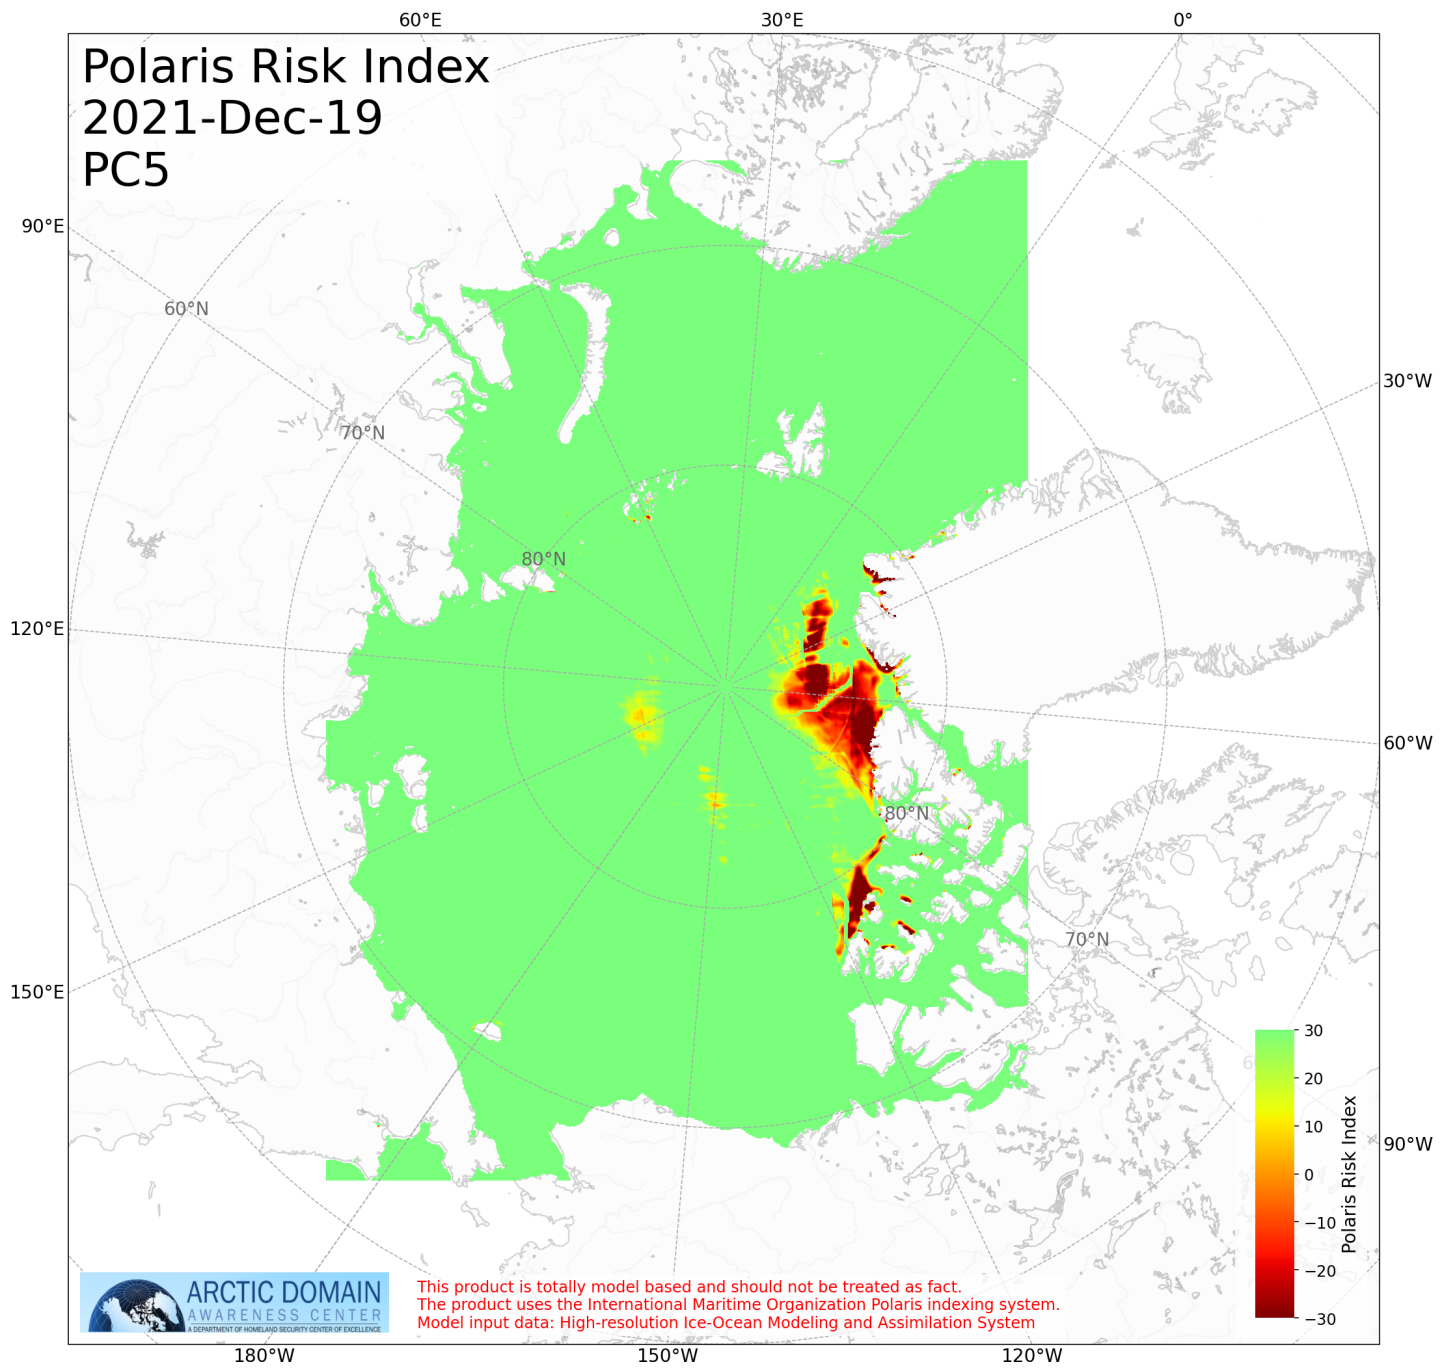 60°E 30°E 0°
Polaris Risk Index
2021-Dec-19
PC5
90°E
60°N
30°W
70°N
80°N
120°E
60°W
80°N
70°N
150°E
30
20
10
0
−10
−20
−30
Polaris Risk Index
90°W
ARCTIC DOMAIN
AWARENESS CENTER
A DEPARTMENT OF HOMELAND SECURITY CENTER OF EXCELLENCE
This product is totally model based and should not be treated as fact.
The product uses the International Maritime Organization Polaris indexing system.
Model input data: High-resolution Ice-Ocean Modeling and Assimilation System
180°W 150°W 120°W